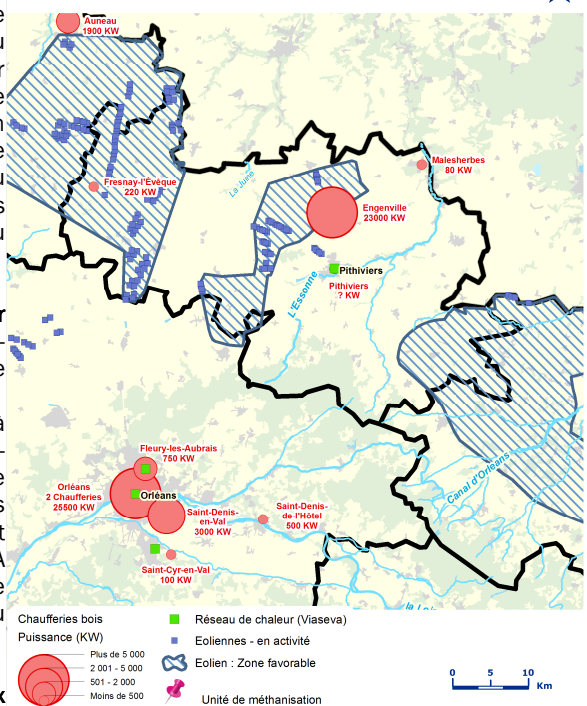 Auneau
1900 KW
Fresnay-l'Évéque
220 KW
La Juine
Malesherbes
80 KW
Engenville
23000 KW
Pithiviers
Pithiviers
? KW
L'Essonne
Fleury-les-Aubrais
750 KW
Orléans
2 Chaufferies
25500 KW
Orléans
Saint-Denis-
en-Val
3000 KW
Saint-Denis-
de-l'Hôtel
500 KW
Canal d'Orleans
Saint-Cyr-en-Val
100 KW
Chaufferies bois
Puissance (KW)
Plus de 5 000
2 001 - 5 000
501 - 2 000
Moins de 500
Réseau de chaleur (Viaseva)
Eoliennes - en activité
Eolien : Zone favorable
Unité de méthanisation
0 5 10
Km